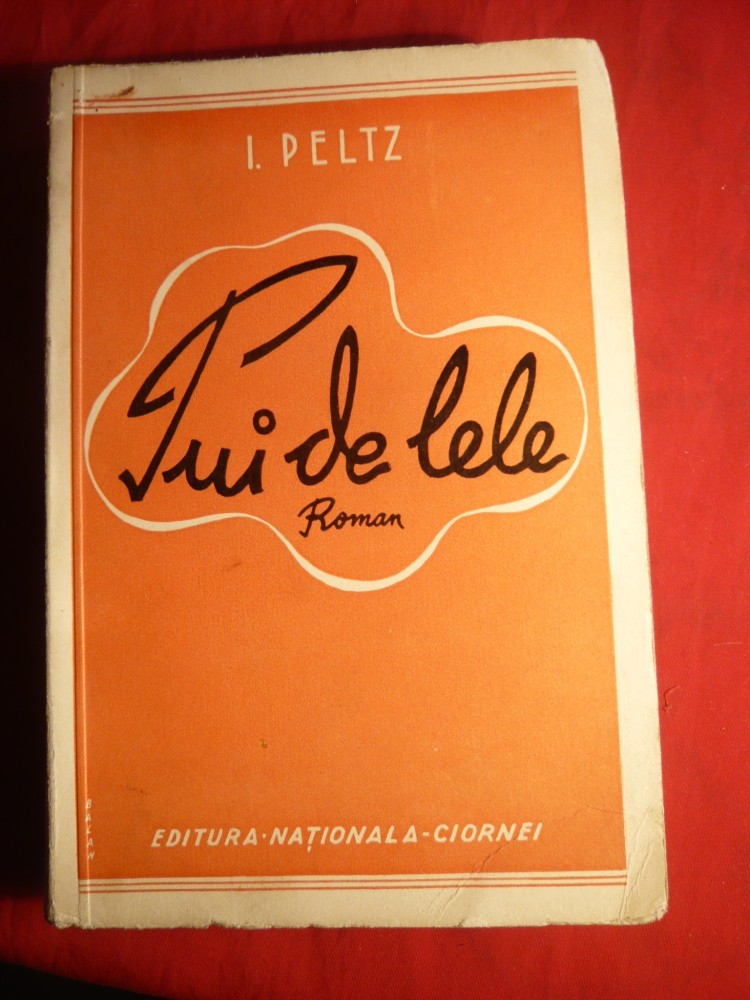 I. PELTZ
Pui de lele
Roman
EDITURA·NAȚIONALA-CIORNEI